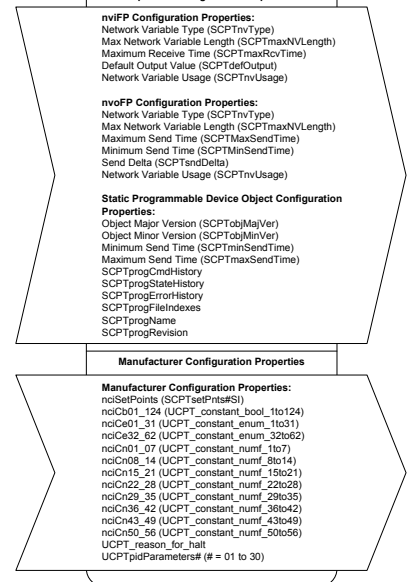 nviFP Configuration Properties:
Network Variable Type (SCPTnvType)
Max Network Variable Length (SCPTmaxNVLength)
Maximum Receive Time (SCPTmaxRcvTime)
Default Output Value (SCPTdefOutput)
Network Variable Usage (SCPTnvUsage)
nvoFP Configuration Properties:
Network Variable Type (SCPTnvType)
Max Network Variable Length (SCPTmaxNVLength)
Maximum Send Time (SCPTMaxSendTime)
Minimum Send Time (SCPTMinSendTime)
Send Delta (SCPTsndDelta)
Network Variable Usage (SCPTnvUsage)
Static Programmable Device Object Configuration
Properties:
Object Major Version (SCPTobjMajVer)
Object Minor Version (SCPTobjMinVer)
Minimum Send Time (SCPTminSendTime)
Maximum Send Time (SCPTmaxSendTime)
SCPTprogCmdHistory
SCPTprogStateHistory
SCPTprogErrorHistory
SCPTprogFileIndexes
SCPTprogName
SCPTprogRevision
Manufacturer Configuration Properties
Manufacturer Configuration Properties:
nciSetPoints (SCPTsetPnts#SI)
nciCb01_124 (UCPT_constant_bool_1to124)
nciCe01_31 (UCPT_constant_enum_1to31)
nciCe32_62 (UCPT_constant_enum_32to62)
nciCn01_07 (UCPT_constant_numf_1to7)
nciCn08_14 (UCPT_constant_numf_8to14)
nciCn15_21 (UCPT_constant_numf_15to21)
nciCn22_28 (UCPT_constant_numf_22to28)
nciCn29_35 (UCPT_constant_numf_29to35)
nciCn36_42 (UCPT_constant_numf_36to42)
nciCn43_49 (UCPT_constant_numf_43to49)
nciCn50_56 (UCPT_constant_numf_50to56)
UCPT_reason_for_halt
UCPTpidParameters# (# = 01 to 30)